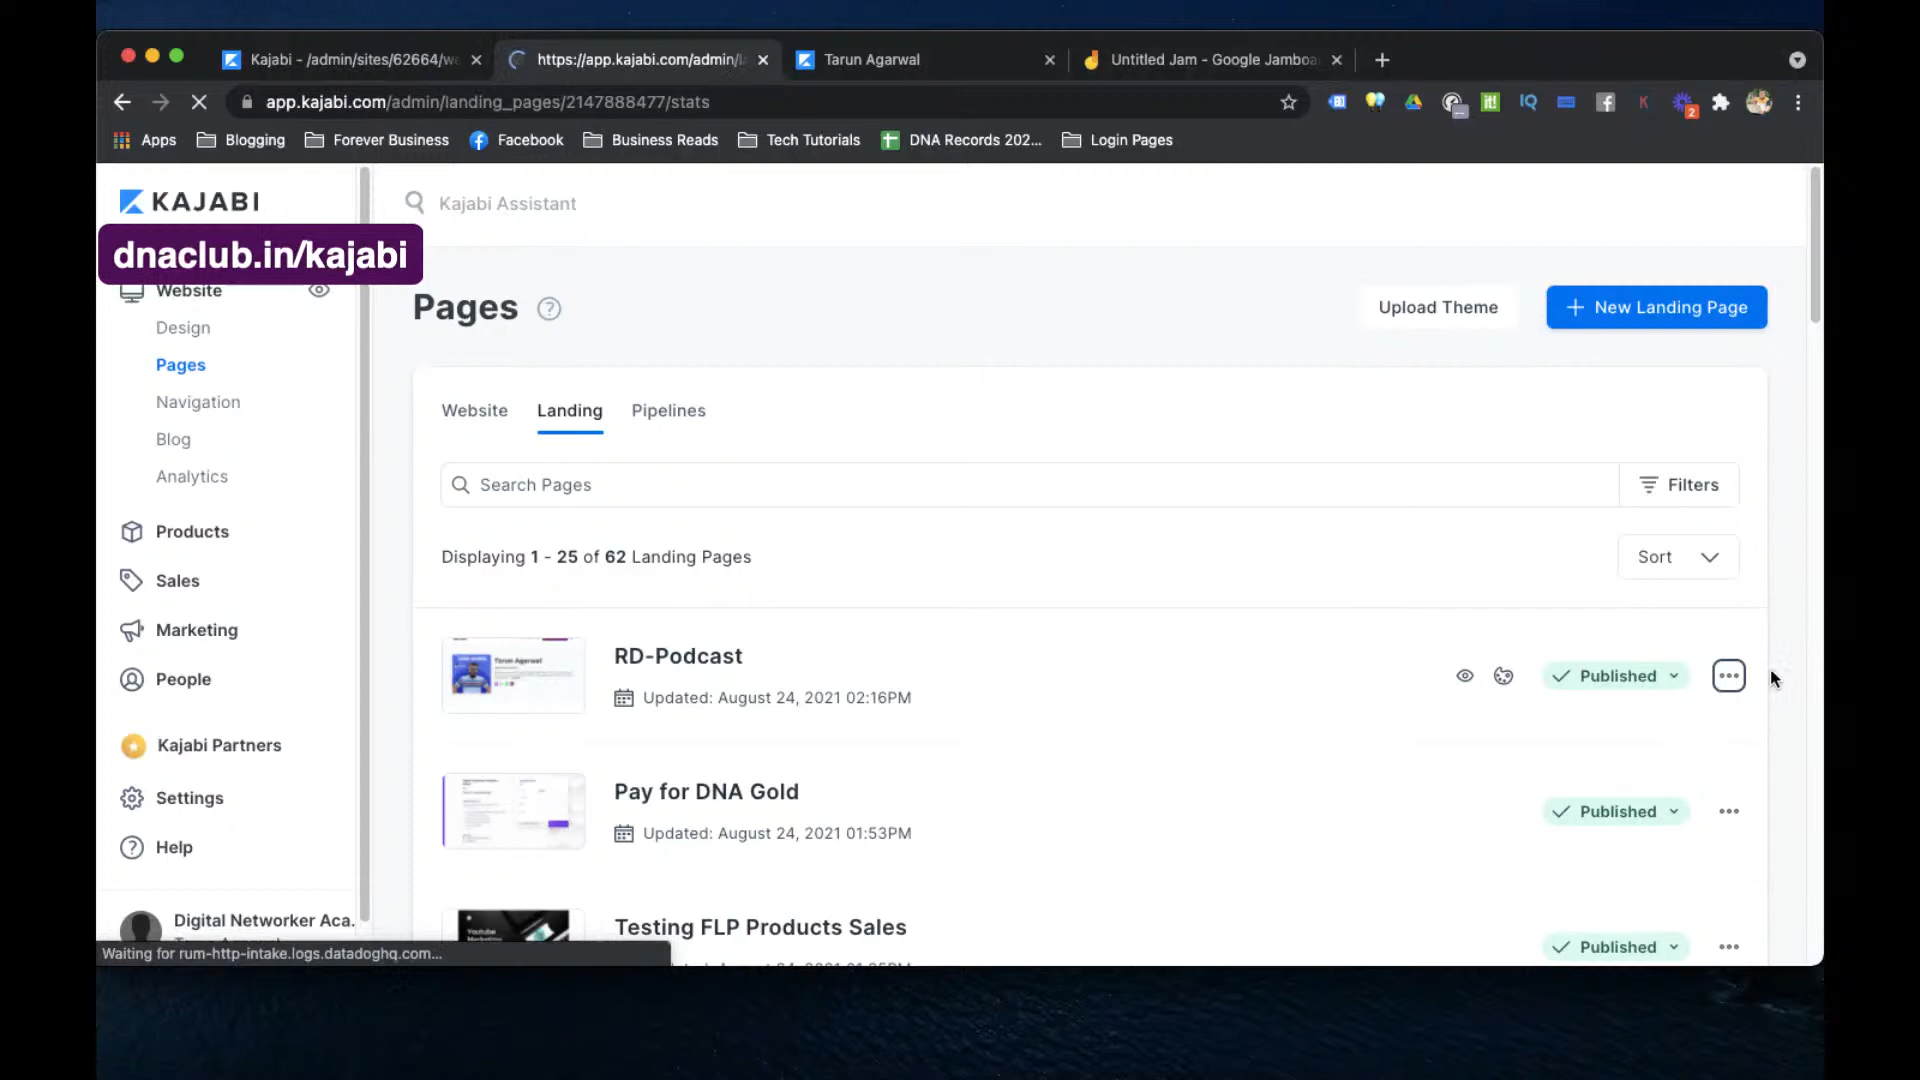 Kajabi - /admin/sites/62664/we
https://app.kajabi.com/admin/l
Tarun Agarwal
Untitled Jam - Google Jamboa
app.kajabi.com/admin/landing_pages/2147888477/stats
Apps
Blogging
Forever Business
Facebook
Business Reads
Tech Tutorials
DNA Records 202...
Login Pages
KAJABI
Kajabi Assistant
dnaclub.in/kajabi
Website
Design
Pages
Navigation
Blog
Analytics
Products
Sales
Marketing
People
Kajabi Partners
Settings
Help
Digital Networker Aca.
Waiting for rum-http-intake.logs.datadoghq.com...
Pages
Upload Theme
New Landing Page
Website
Landing
Pipelines
Search Pages
Filters
Displaying 1 - 25 of 62 Landing Pages
Sort
RD-Podcast
Updated: August 24, 2021 02:16PM
Published
Pay for DNA Gold
Updated: August 24, 2021 01:53PM
Published
Testing FLP Products Sales
Published